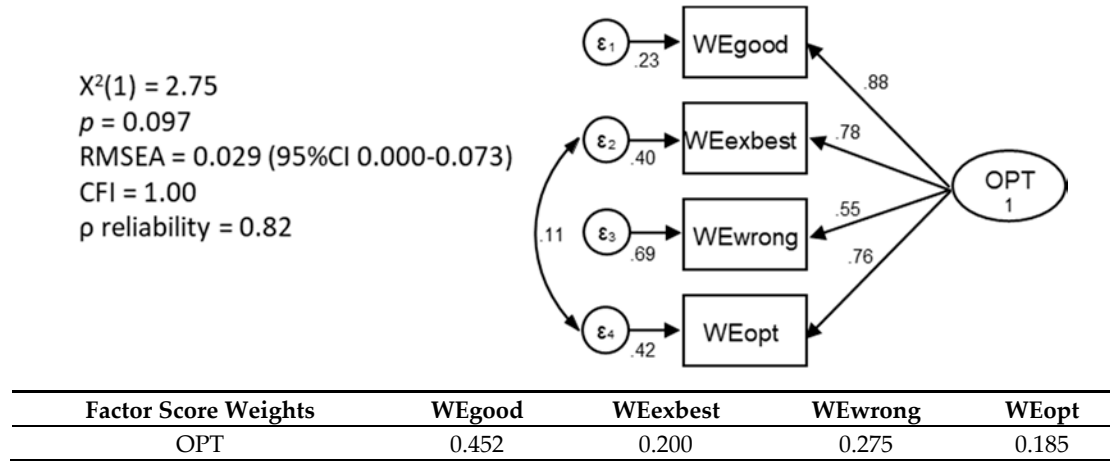 X²(1) = 2.75
p = 0.097
RMSEA = 0.029 (95%CI 0.000-0.073)
CFI = 1.00
ρ reliability = 0.82
ε₁
.23
WEgood
.88
ε₂
.40
WEexbest
.78
OPT
1
.11
ε₃
.69
WEwrong
.55
.76
ε₄
.42
WEopt
Factor Score Weights WEgood WEexbest WEwrong WEopt
OPT 0.452 0.200 0.275 0.185